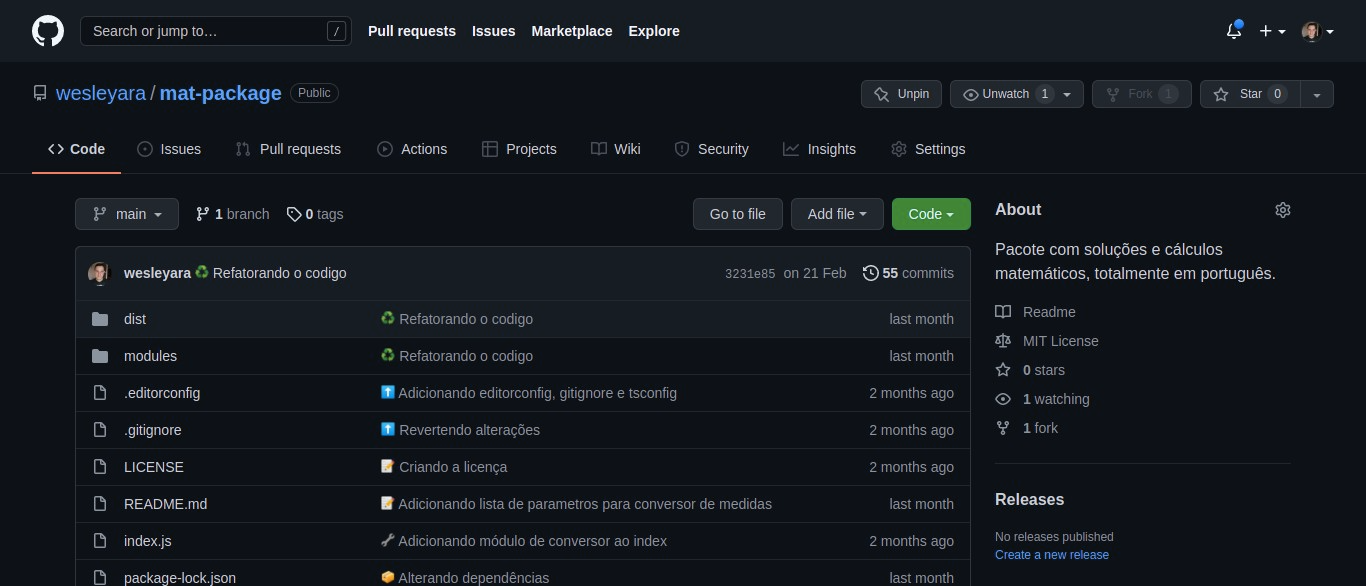 Search or jump to… /
Pull requests Issues Marketplace Explore
wesleyara / mat-package Public
Unpin Unwatch 1 Fork 1 Star 0
Code Issues Pull requests Actions Projects Wiki Security Insights Settings
main 1 branch 0 tags Go to file Add file Code
wesleyara Refatorando o codigo 3231e85 on 21 Feb 55 commits
dist Refatorando o codigo last month
modules Refatorando o codigo last month
.editorconfig Adicionando editorconfig, gitignore e tsconfig 2 months ago
.gitignore Revertendo alterações 2 months ago
LICENSE Criando a licença 2 months ago
README.md Adicionando lista de parametros para conversor de medidas last month
index.js Adicionando módulo de conversor ao index 2 months ago
package-lock.json Alterando dependências last month
About
Pacote com soluções e cálculos
matemáticos, totalmente em português.
Readme
MIT License
0 stars
1 watching
1 fork
Releases
No releases published
Create a new release